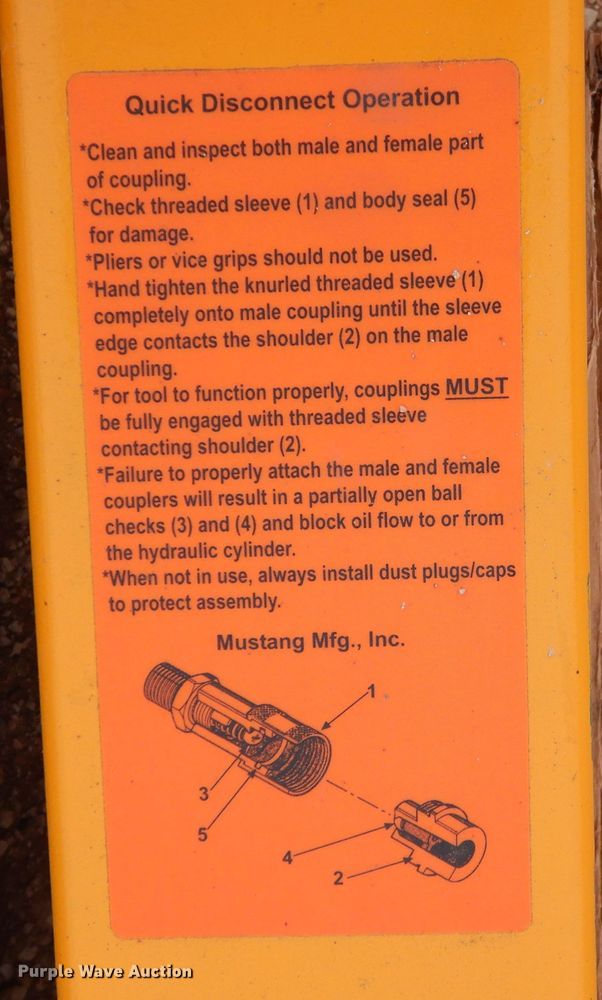 Quick Disconnect Operation
*Clean and inspect both male and female part
of coupling.
*Check threaded sleeve (1) and body seal (5)
for damage.
*Pliers or vice grips should not be used.
*Hand tighten the knurled threaded sleeve (1)
completely onto male coupling until the sleeve
edge contacts the shoulder (2) on the male
coupling.
*For tool to function properly, couplings MUST
be fully engaged with threaded sleeve
contacting shoulder (2).
*Failure to properly attach the male and female
couplers will result in a partially open ball
checks (3) and (4) and block oil flow to or from
the hydraulic cylinder.
*When not in use, always install dust plugs/caps
to protect assembly.
Mustang Mfg., Inc.
1
3
5
4
2
Purple Wave Auction